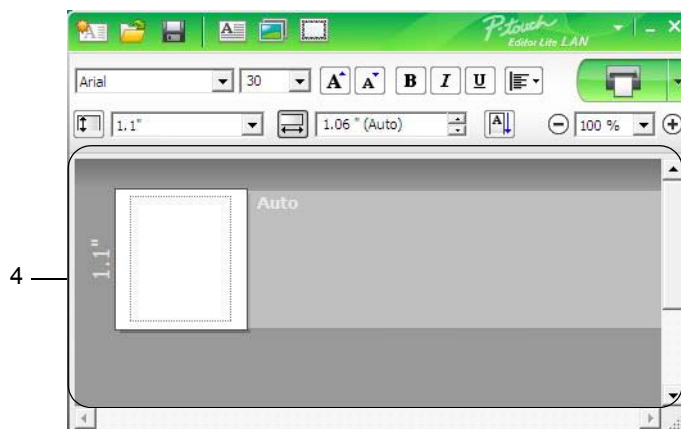 P-touch
Editor Lite LAN
Arial 30 A A B I U
1.1" 1.06 " (Auto) A 100 %
Auto
1.1"
4